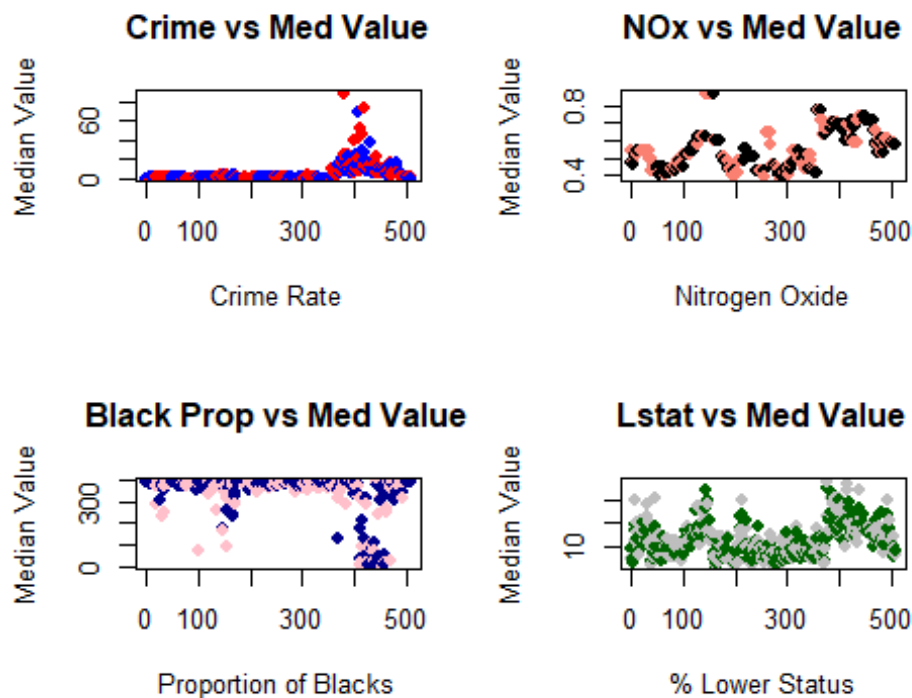 Crime vs Med Value
Median Value
60
0
0 100 300 500
Crime Rate
NOx vs Med Value
Median Value
0.8
0.4
0 100 300 500
Nitrogen Oxide
Black Prop vs Med Value
Median Value
300
0
0 100 300 500
Proportion of Blacks
Lstat vs Med Value
Median Value
10
0 100 300 500
% Lower Status